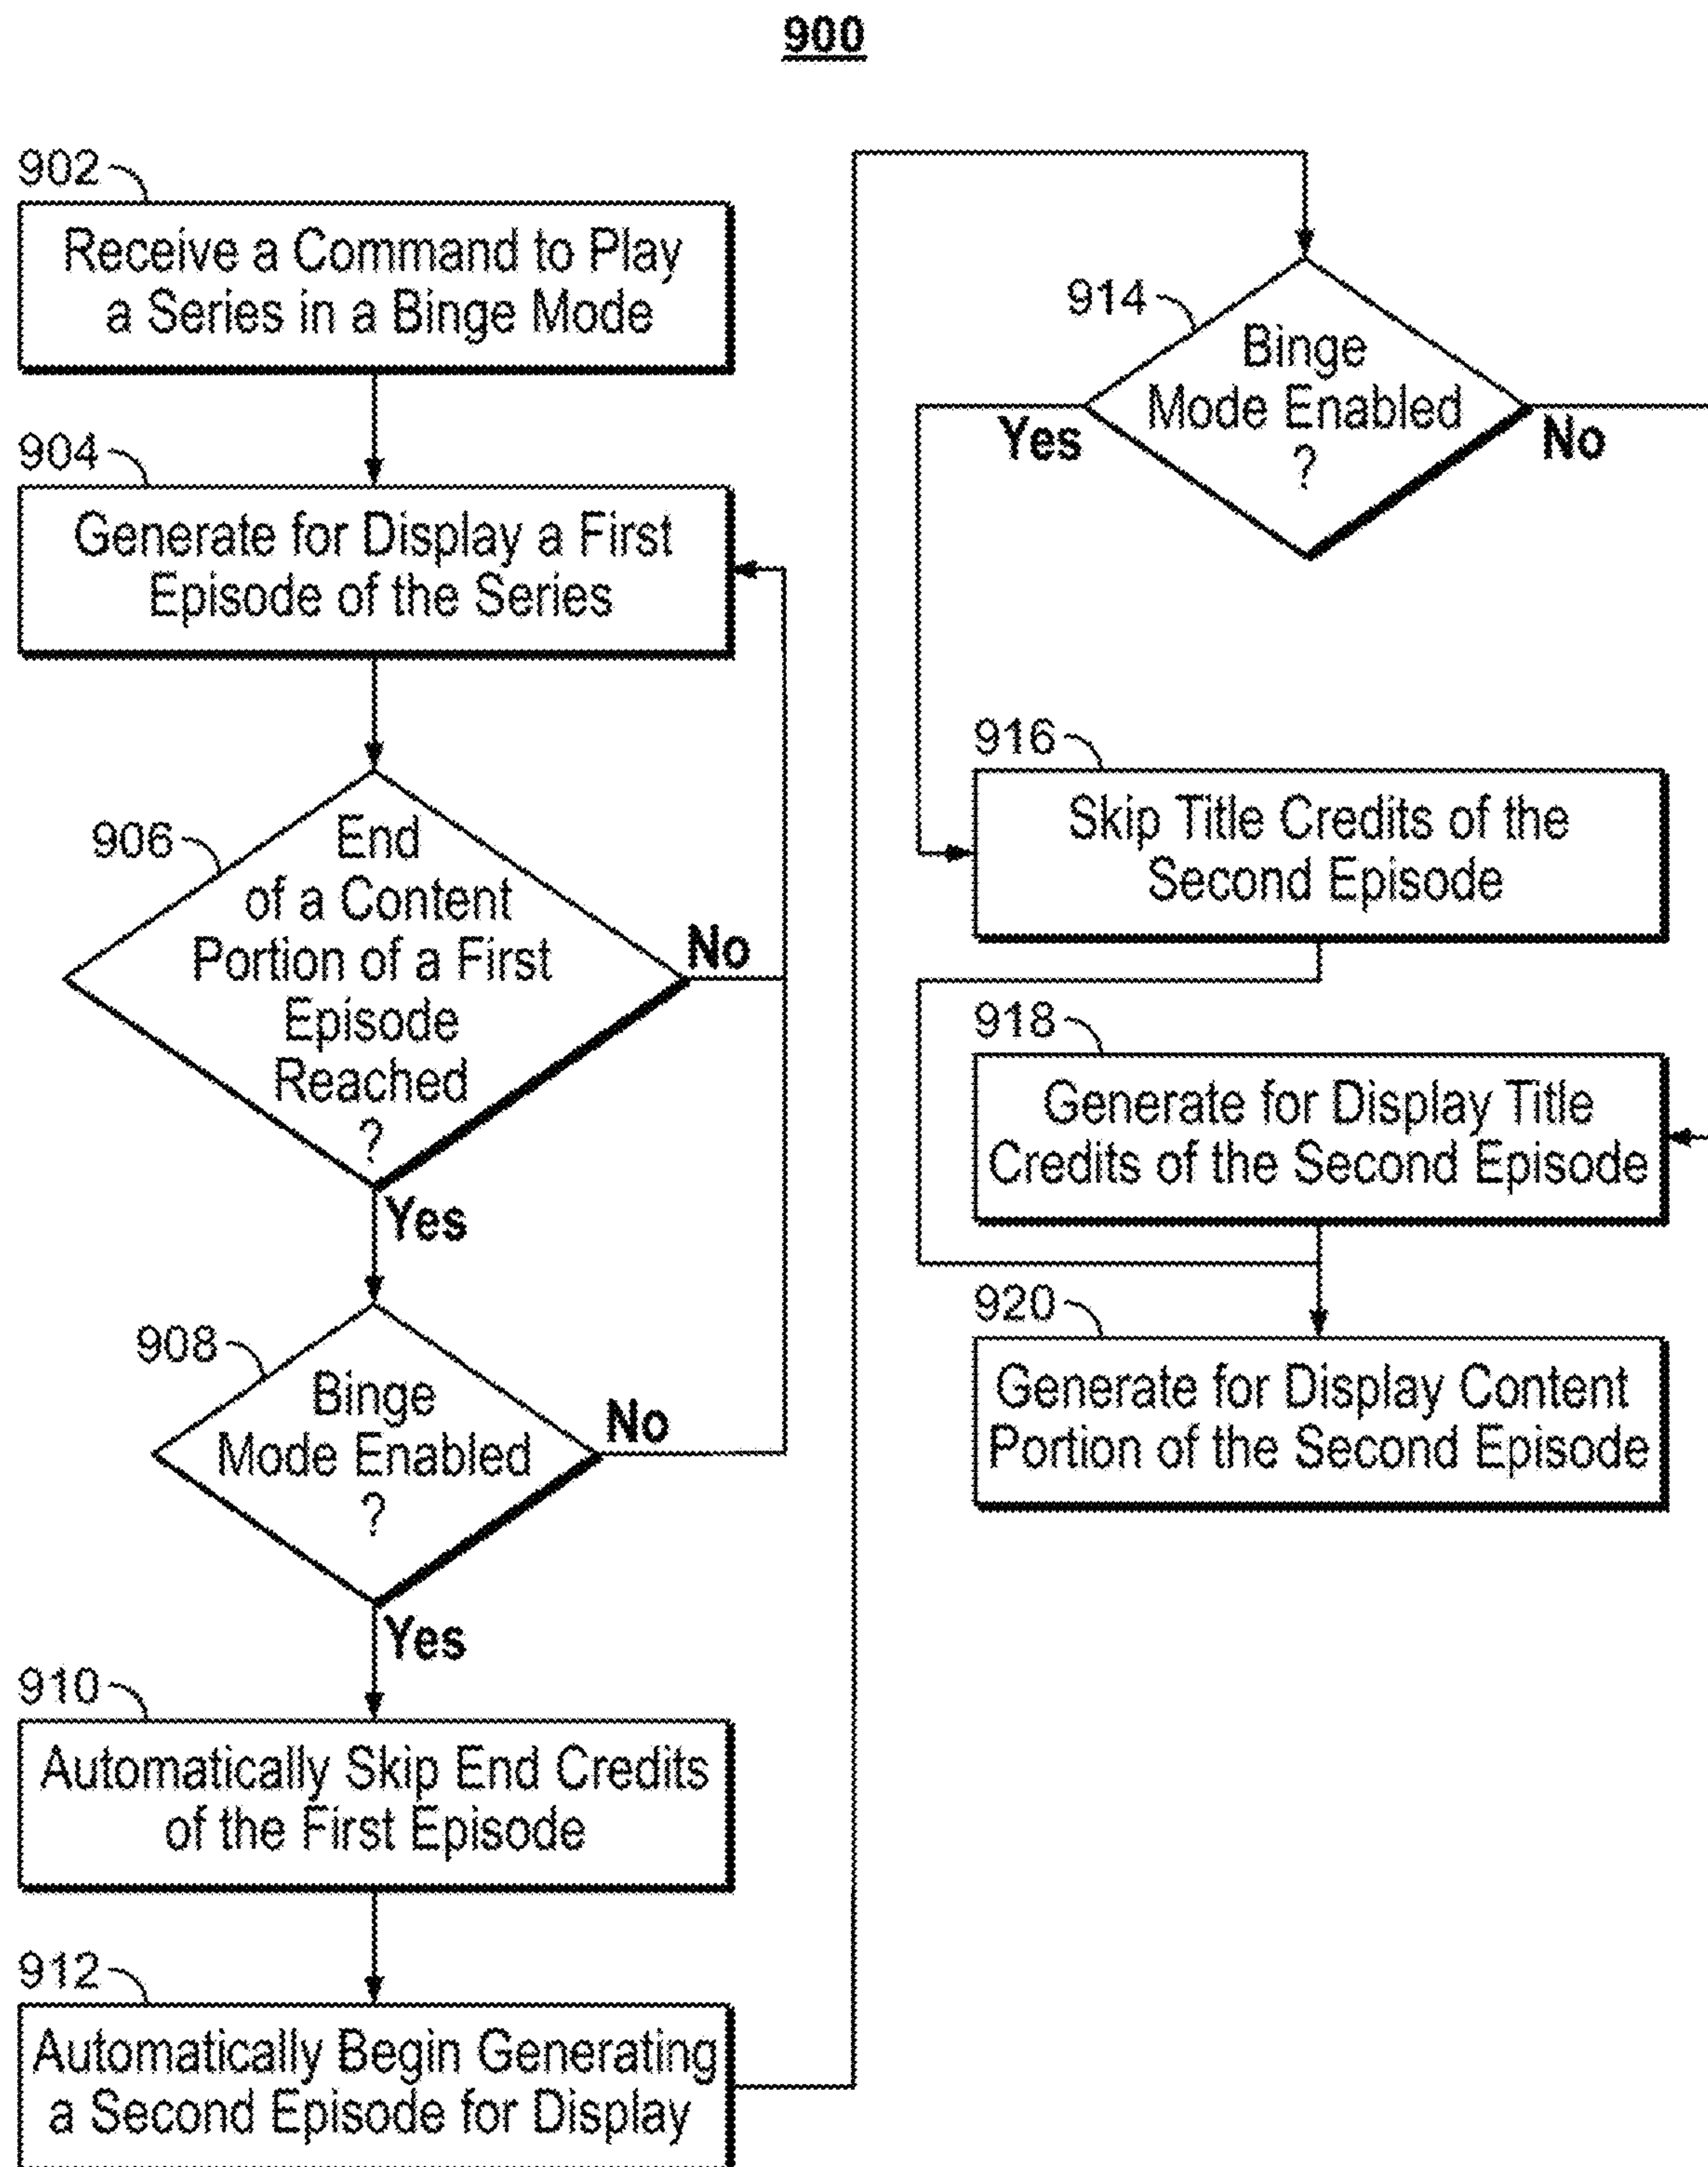 900
902
Receive a Command to Play
a Series in a Binge Mode
904
Generate for Display a First
Episode of the Series
906
End
of a Content
Portion of a First
Episode
Reached
?
No
Yes
908
Binge
Mode Enabled
?
No
Yes
910
Automatically Skip End Credits
of the First Episode
912
Automatically Begin Generating
a Second Episode for Display
914
Binge
Mode Enabled
?
Yes
No
916
Skip Title Credits of the
Second Episode
918
Generate for Display Title
Credits of the Second Episode
920
Generate for Display Content
Portion of the Second Episode